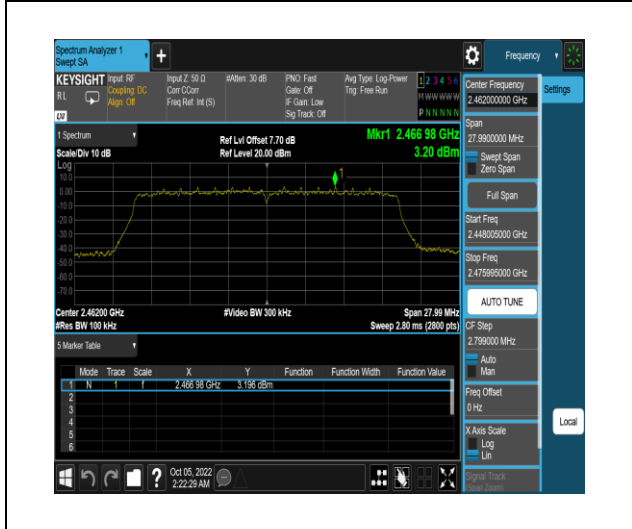 Spectrum Analyzer 1
Swept SA
Frequency
KEYSIGHT
Input: RF
Input Z: 50 Ω
#Atten: 30 dB
PNO: Fast
Avg Type: Log-Power
1 2 3 4 5 6
RL
Coupling: DC
Corr CCorr
Gate: Off
Trig: Free Run
M W W W W W
Align: Off
Freq Ref: Int (S)
IF Gain: Low
Sig Track: Off
P N N N N N
LXI
1 Spectrum
Ref Lvl Offset 7.70 dB
Mkr1 2.466 98 GHz
Scale/Div 10 dB
Ref Level 20.00 dBm
3.20 dBm
Log
10.0
0.00
-10.0
-20.0
-30.0
-40.0
-50.0
-60.0
-70.0
1
Center 2.46200 GHz
#Video BW 300 kHz
Span 27.99 MHz
#Res BW 100 kHz
Sweep 2.80 ms (2800 pts)
5 Marker Table
Mode Trace Scale X Y Function Function Width Function Value
1 N 1 f 2.466 98 GHz 3.196 dBm
2
3
4
5
6
Oct 05, 2022
2:22:29 AM
Center Frequency
2.462000000 GHz
Span
27.9900000 MHz
Swept Span
Zero Span
Full Span
Start Freq
2.448005000 GHz
Stop Freq
2.475995000 GHz
AUTO TUNE
CF Step
2.799000 MHz
Auto
Man
Freq Offset
0 Hz
X Axis Scale
Log
Lin
Signal Track
(Span Zoom)
Settings
Local